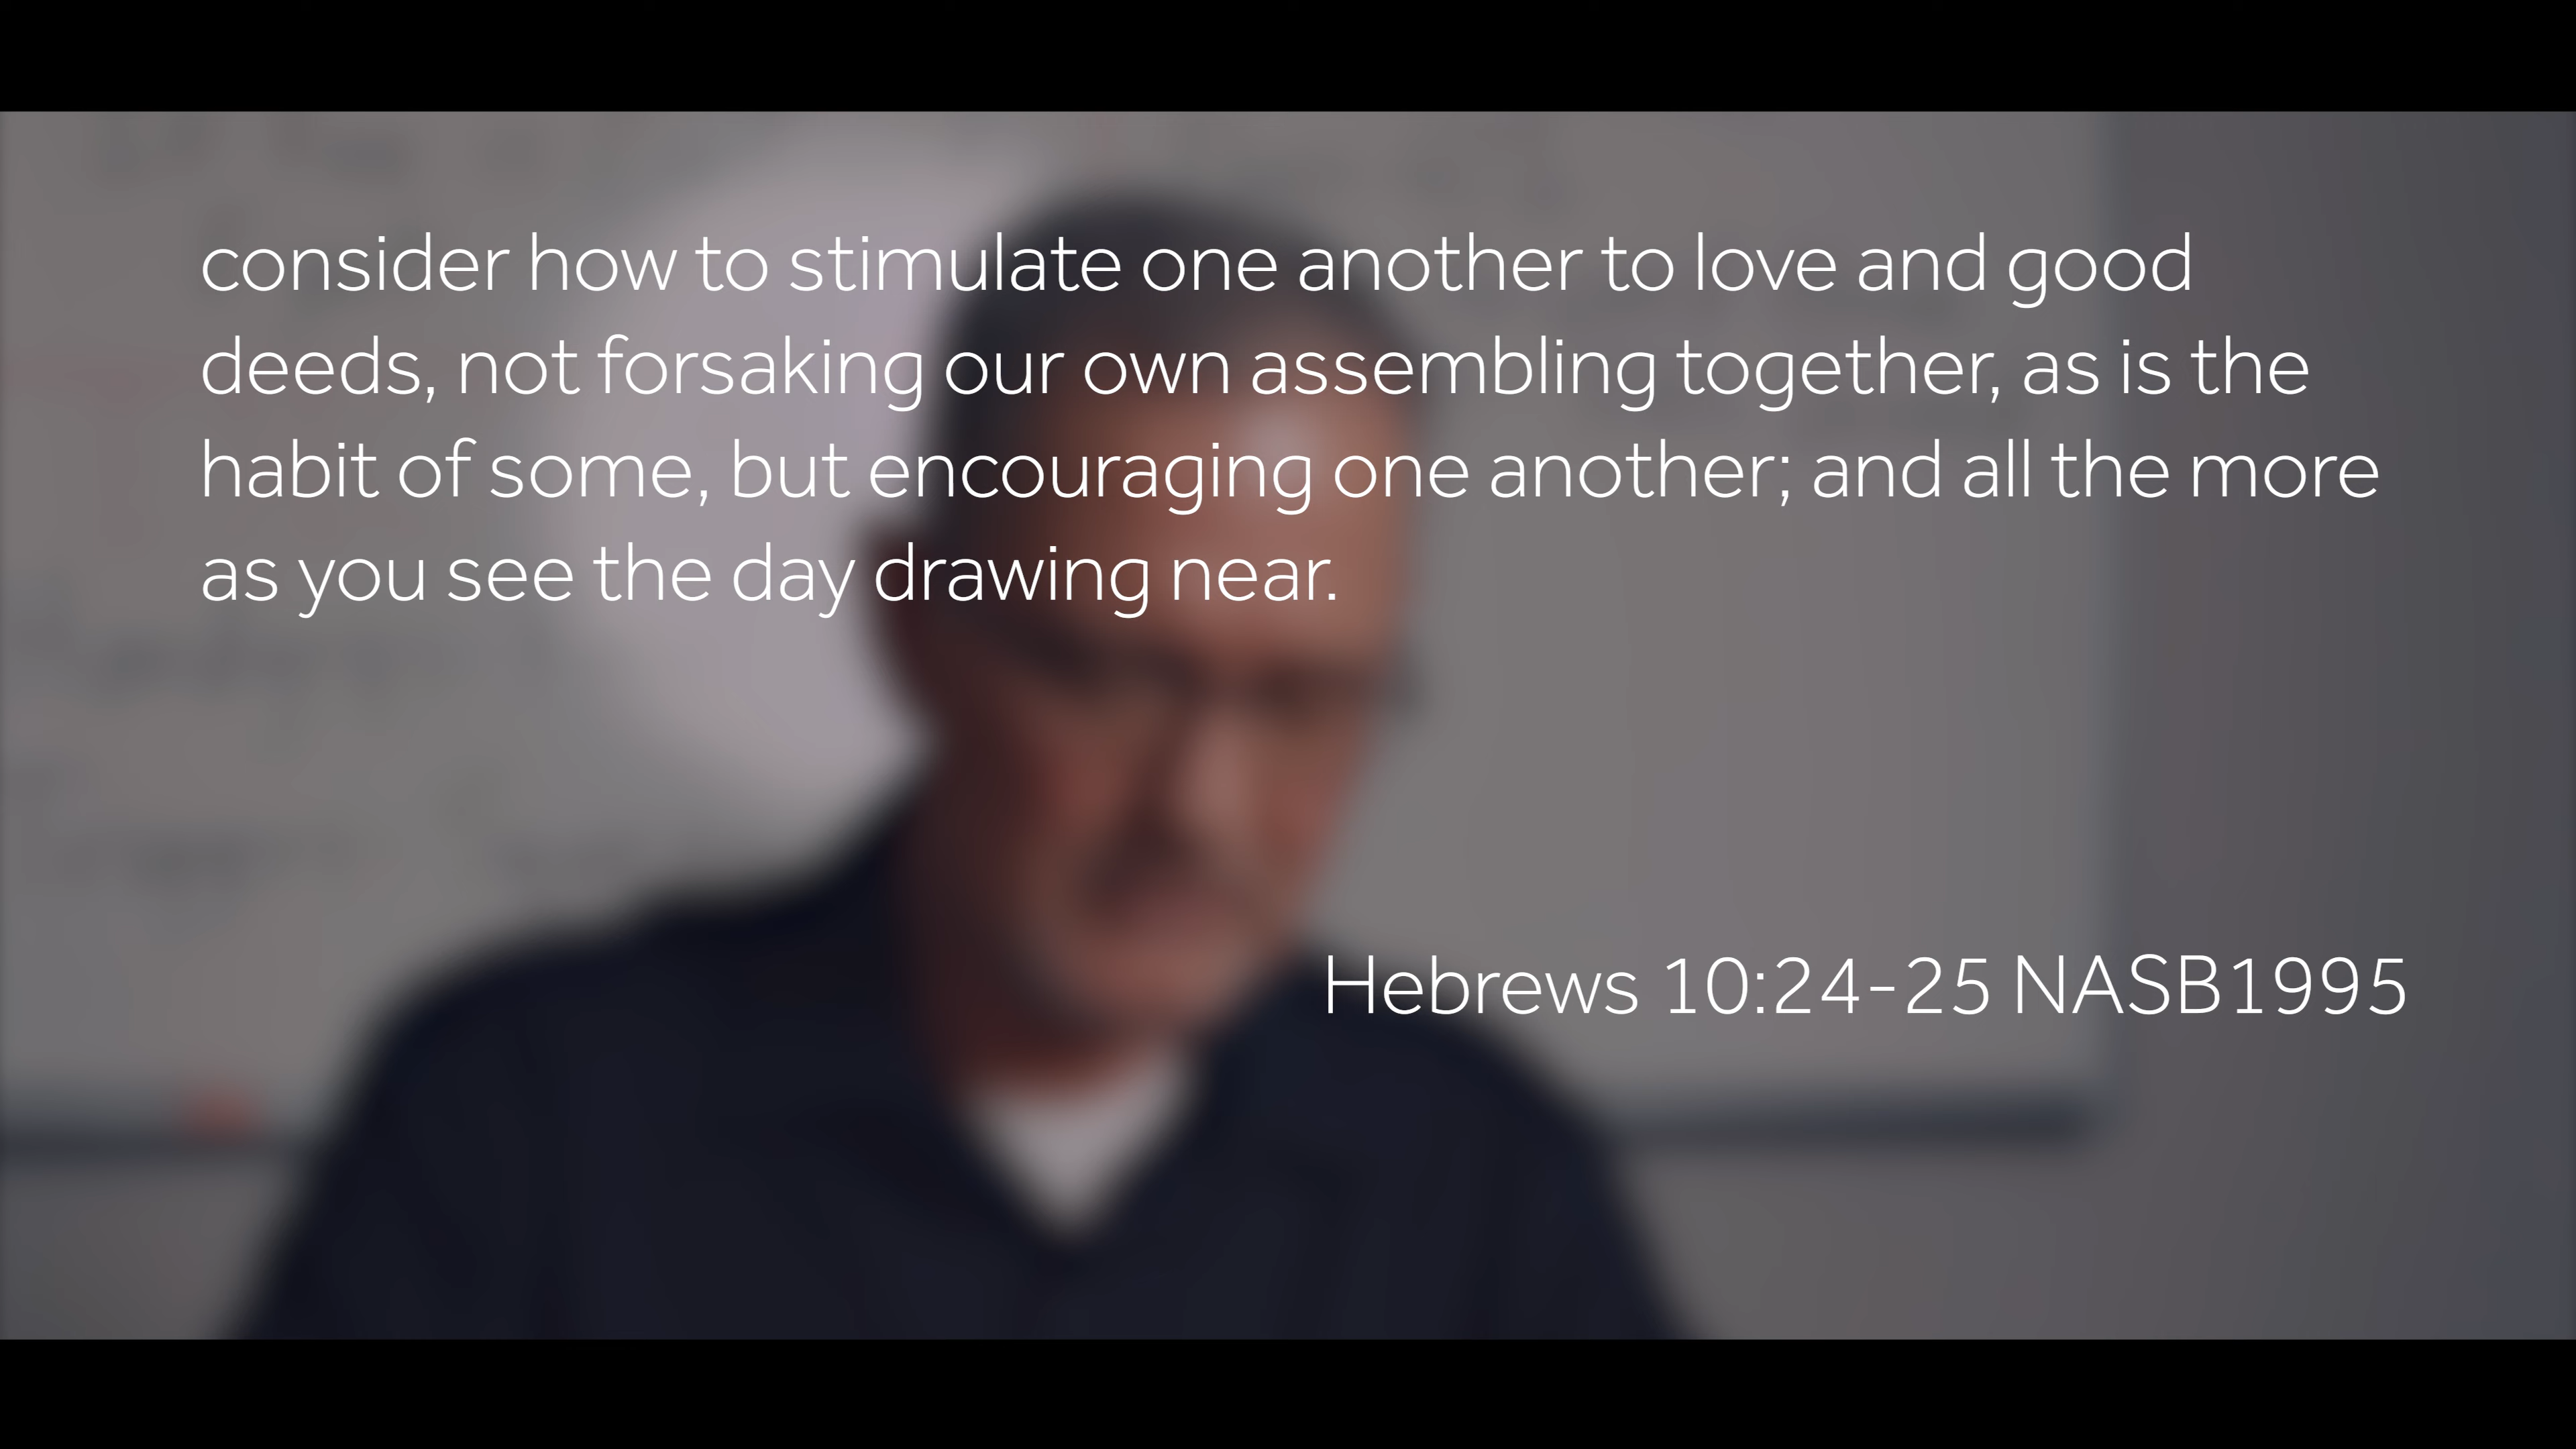 consider how to stimulate one another to love and good
deeds, not forsaking our own assembling together, as is the
habit of some, but encouraging one another; and all the more
as you see the day drawing near.
Hebrews 10:24-25 NASB1995